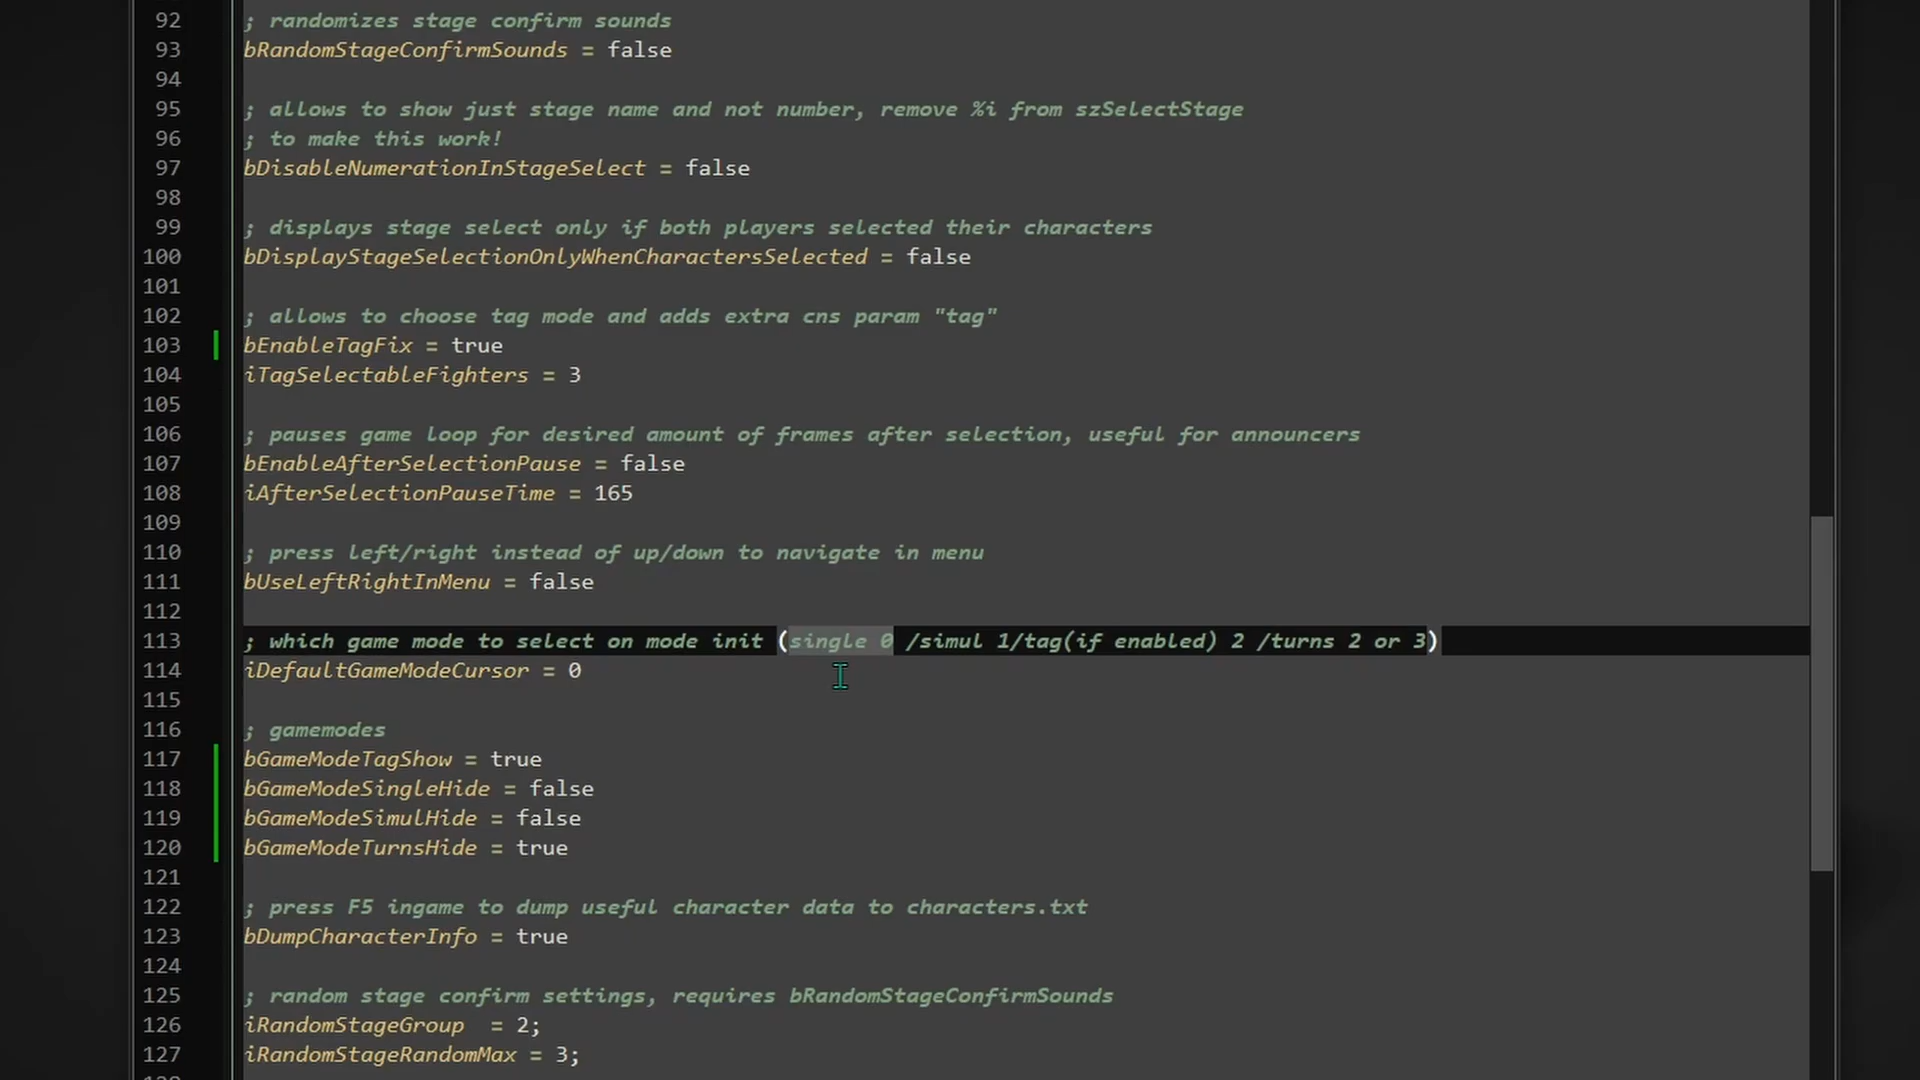 92 ; randomizes stage confirm sounds
93 bRandomStageConfirmSounds = false
94
95 ; allows to show just stage name and not number, remove %i from szSelectStage
96 ; to make this work!
97 bDisableNumerationInStageSelect = false
98
99 ; displays stage select only if both players selected their characters
100 bDisplayStageSelectionOnlyWhenCharactersSelected = false
101
102 ; allows to choose tag mode and adds extra cns param "tag"
103 bEnableTagFix = true
104 iTagSelectableFighters = 3
105
106 ; pauses game loop for desired amount of frames after selection, useful for announcers
107 bEnableAfterSelectionPause = false
108 iAfterSelectionPauseTime = 165
109
110 ; press left/right instead of up/down to navigate in menu
111 bUseLeftRightInMenu = false
112
113 ; which game mode to select on mode init (single 0 /simul 1/tag(if enabled) 2 /turns 2 or 3)
114 iDefaultGameModeCursor = 0
115
116 ; gamemodes
117 bGameModeTagShow = true
118 bGameModeSingleHide = false
119 bGameModeSimulHide = false
120 bGameModeTurnsHide = true
121
122 ; press F5 ingame to dump useful character data to characters.txt
123 bDumpCharacterInfo = true
124
125 ; random stage confirm settings, requires bRandomStageConfirmSounds
126 iRandomStageGroup  = 2;
127 iRandomStageRandomMax = 3;